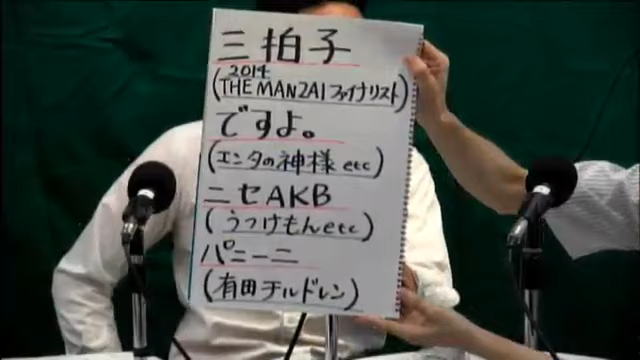 三拍子
(2014 THE MANZAI ファイナリスト)
ですよ。
(エンタの神様 etc)
ニセAKB
(うつけもん etc)
パニーニ
(有田チルドレン)